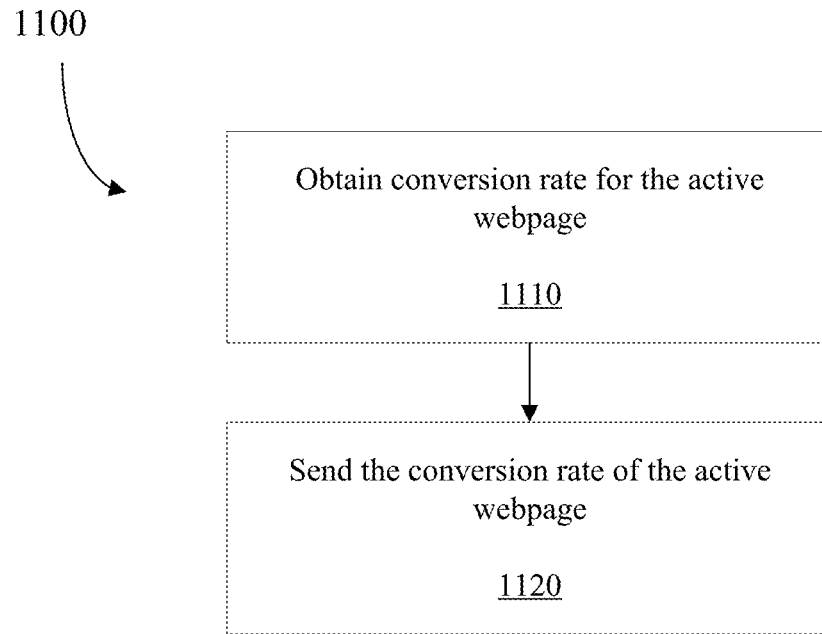 1100
Obtain conversion rate for the active
webpage
1110
Send the conversion rate of the active
webpage
1120